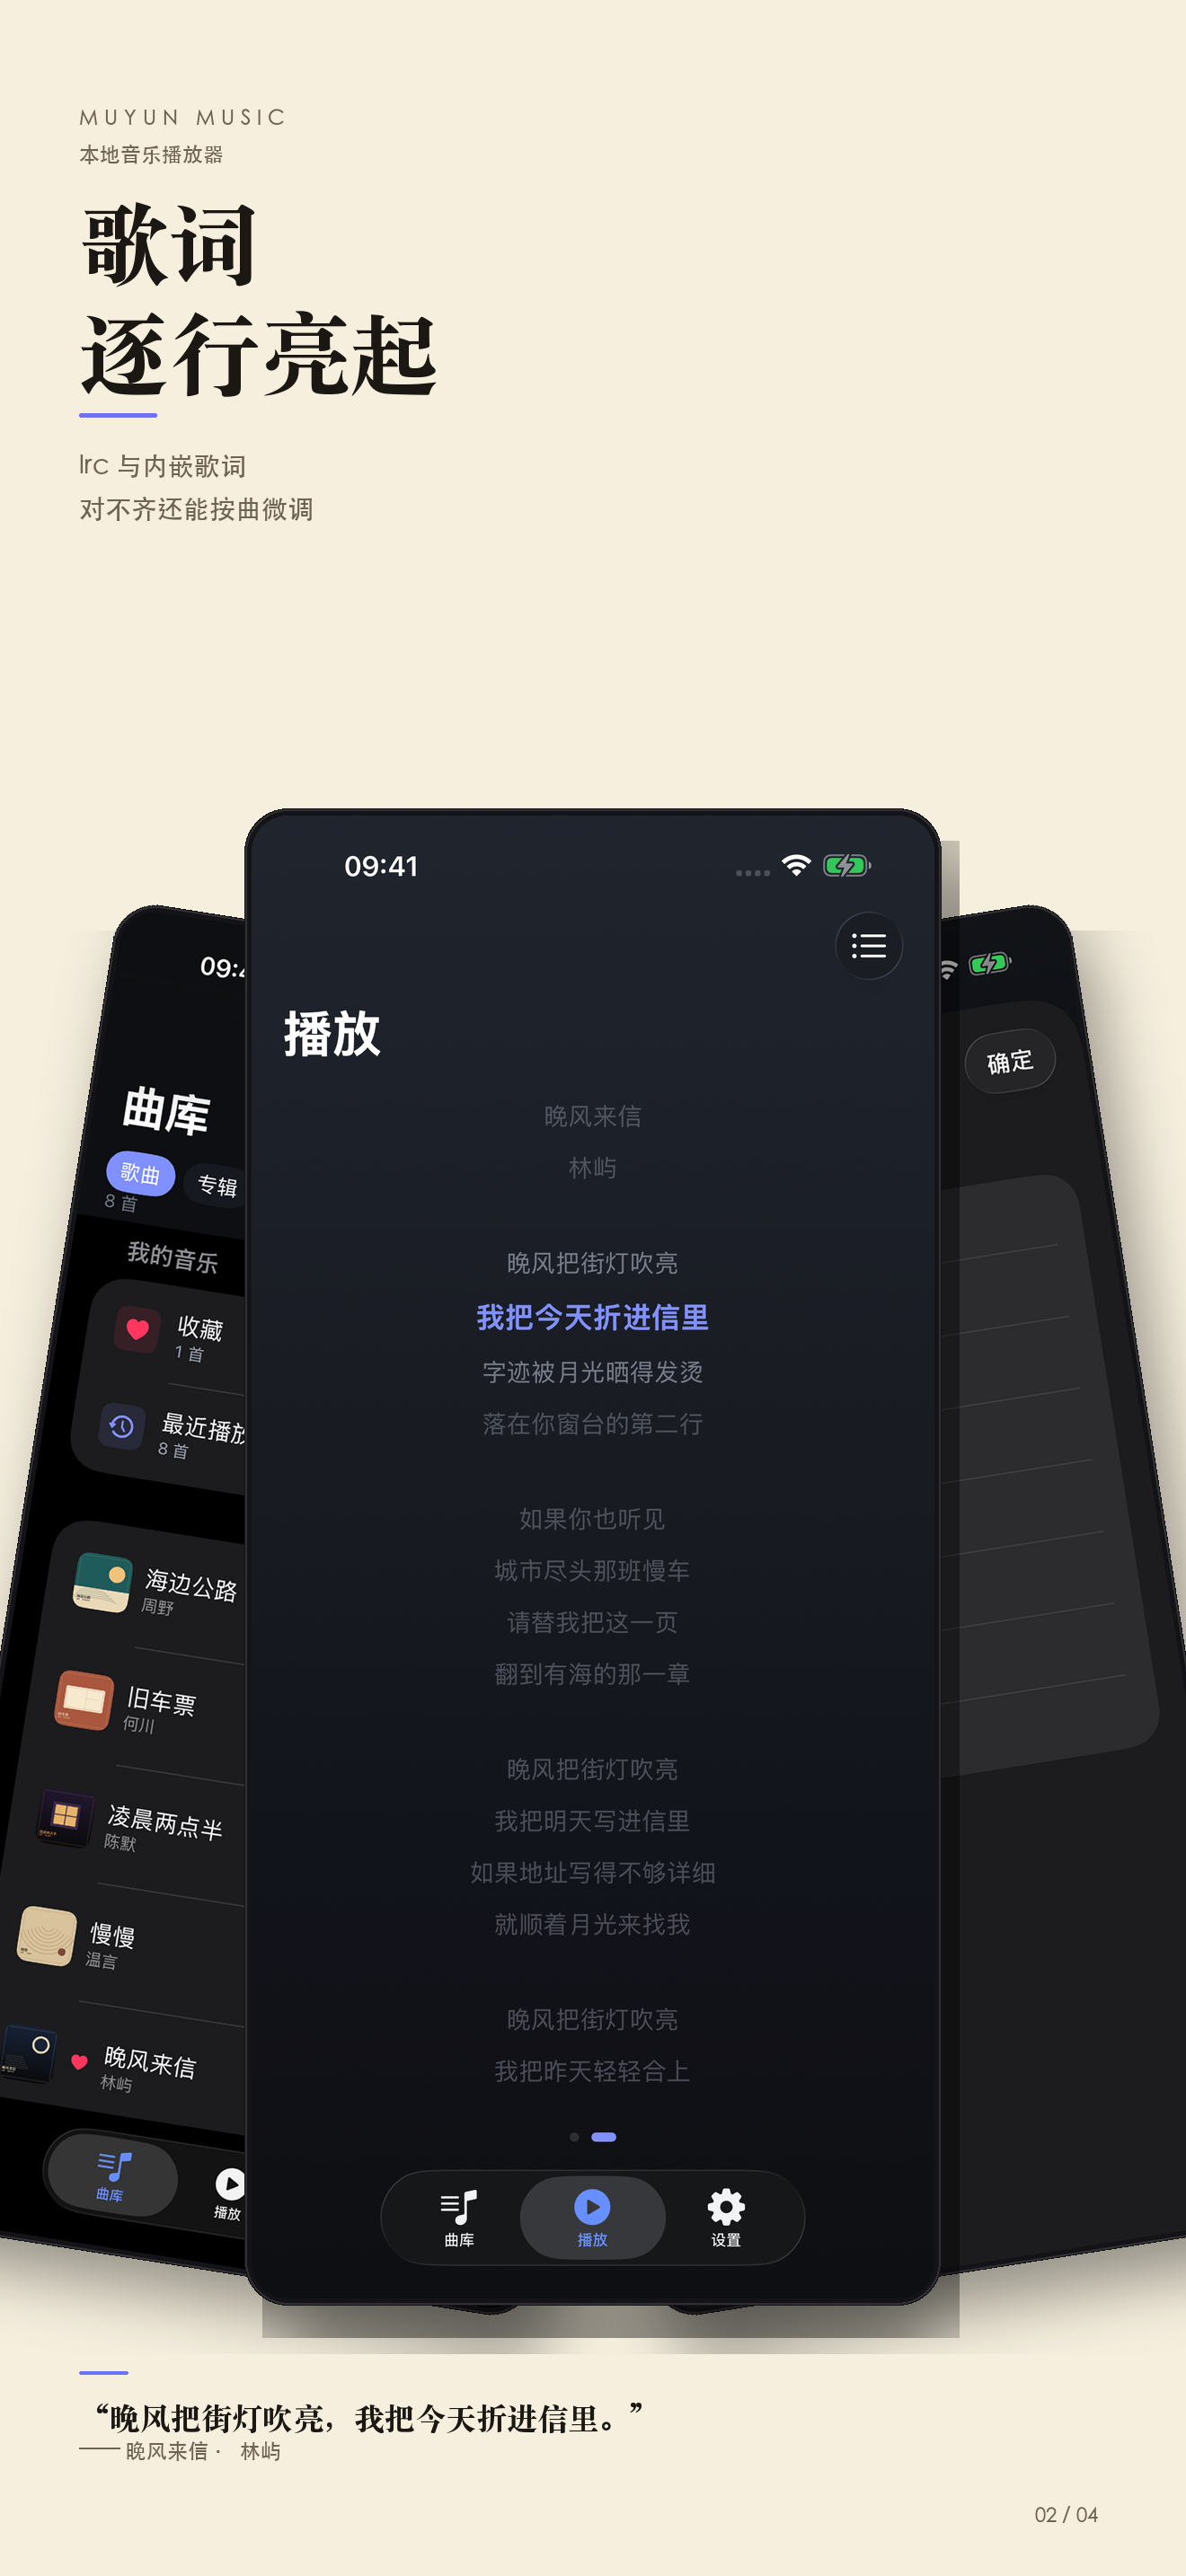 MUYUN MUSIC
本地音乐播放器
歌词
逐行亮起
lrc 与内嵌歌词
对不齐还能按曲微调
09:41
播放
晚风来信
林屿
晚风把街灯吹亮
我把今天折进信里
字迹被月光晒得发烫
落在你窗台的第二行
如果你也听见
城市尽头那班慢车
请替我把这一页
翻到有海的那一章
晚风把街灯吹亮
我把明天写进信里
如果地址写得不够详细
就顺着月光来找我
晚风把街灯吹亮
我把昨天轻轻合上
曲库
播放
设置
09:4
曲库
歌曲
专辑
8 首
我的音乐
收藏
1 首
最近播放
8 首
海边公路
周野
旧车票
何川
凌晨两点半
陈默
慢慢
温言
晚风来信
林屿
曲库
播放
确定
“晚风把街灯吹亮，我把今天折进信里。”
—— 晚风来信 · 林屿
02 / 04